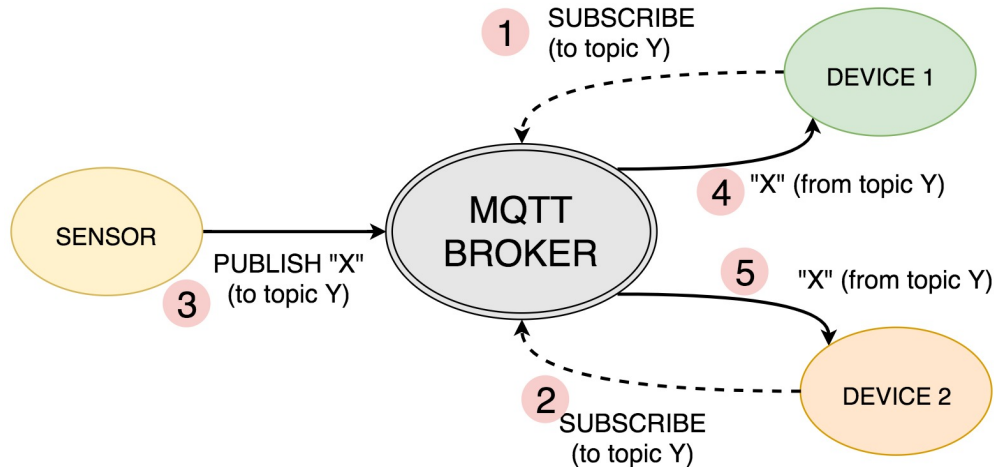 1
SUBSCRIBE
(to topic Y)
DEVICE 1
4
"X" (from topic Y)
MQTT
BROKER
SENSOR
3
PUBLISH "X"
(to topic Y)
5
"X" (from topic Y)
2
SUBSCRIBE
(to topic Y)
DEVICE 2